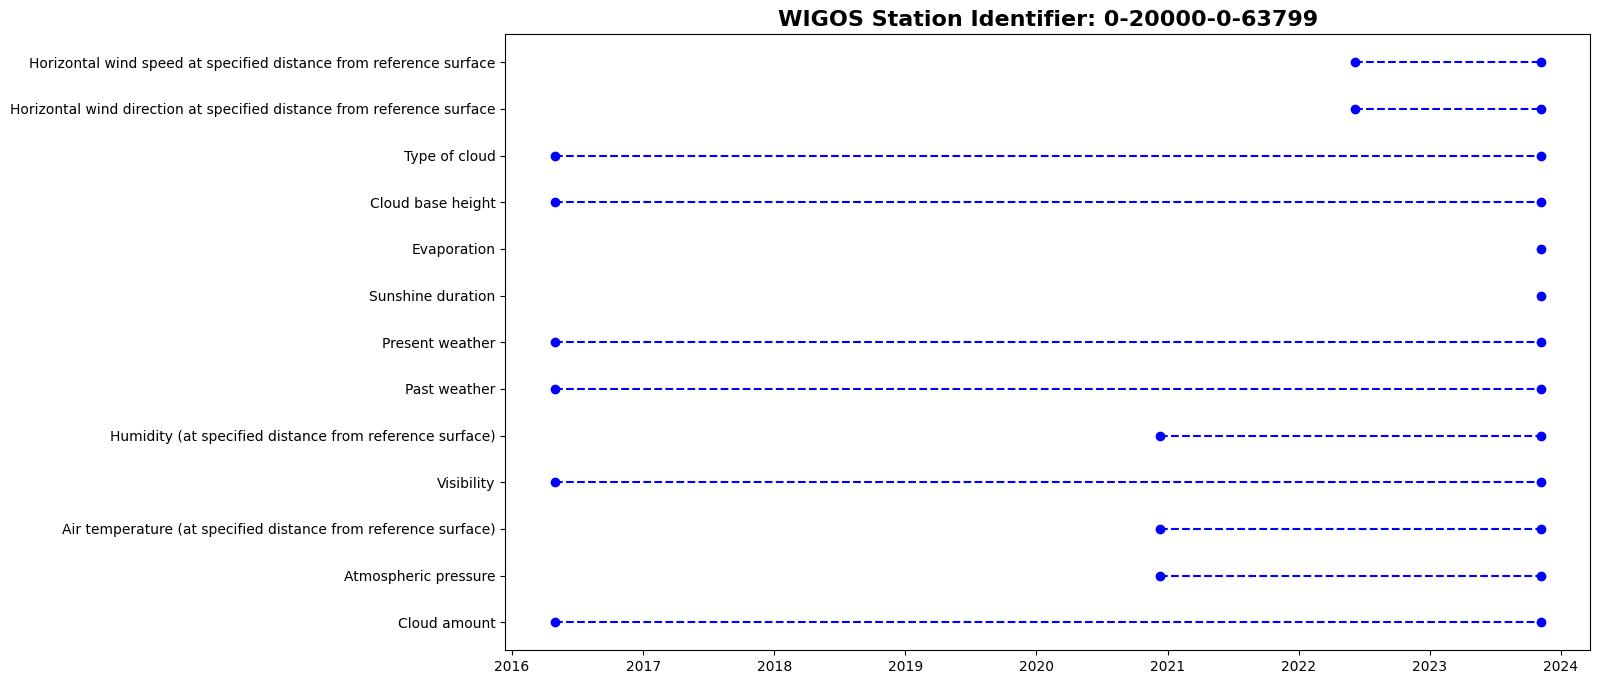 WIGOS Station Identifier: 0-20000-0-63799
Horizontal wind speed at specified distance from reference surface
Horizontal wind direction at specified distance from reference surface
Type of cloud
Cloud base height
Evaporation
Sunshine duration
Present weather
Past weather
Humidity (at specified distance from reference surface)
Visibility
Air temperature (at specified distance from reference surface)
Atmospheric pressure
Cloud amount
2016 2017 2018 2019 2020 2021 2022 2023 2024